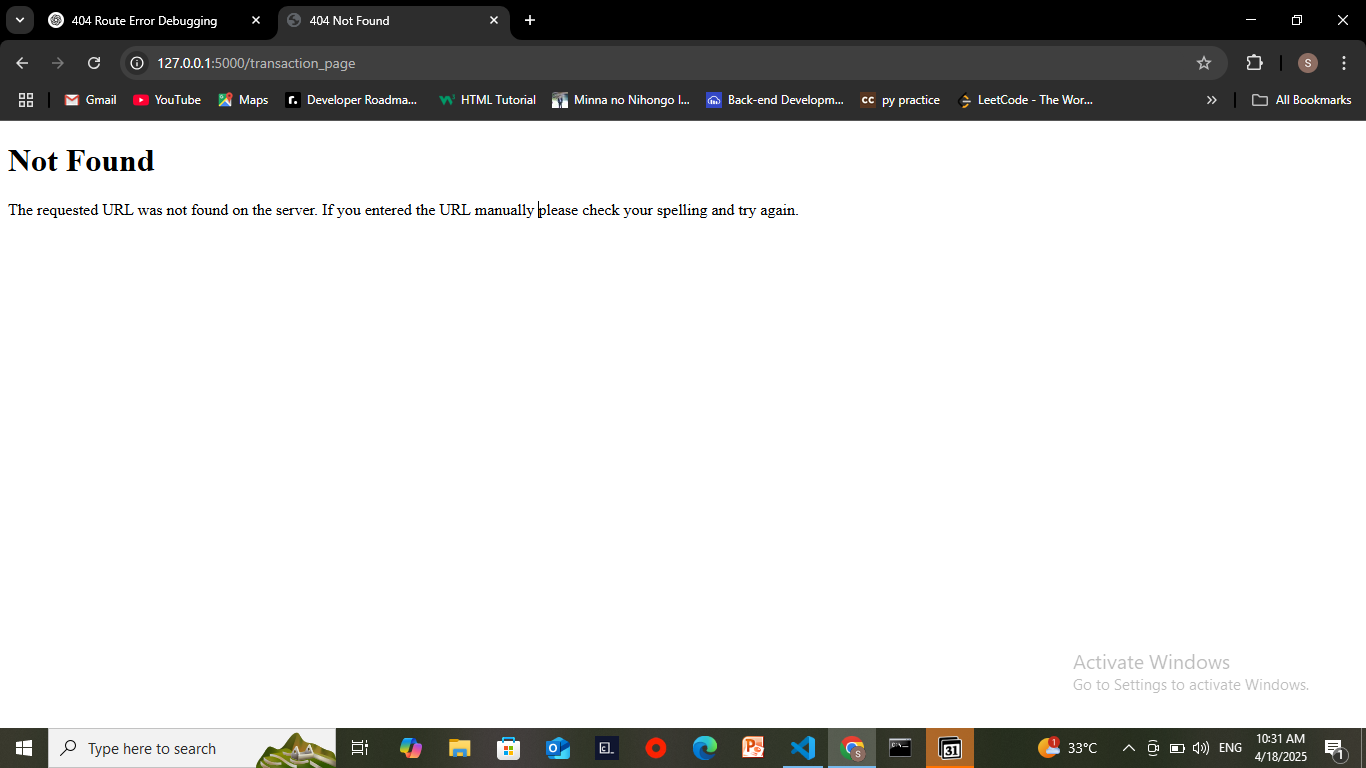 404 Route Error Debugging
404 Not Found
127.0.0.1:5000/transaction_page
S
Gmail
YouTube
Maps
r.
Developer Roadma...
HTML Tutorial
Minna no Nihongo I...
Back-end Developm...
CC
py practice
LeetCode - The Wor...
All Bookmarks
Not Found
The requested URL was not found on the server. If you entered the URL manually please check your spelling and try again.
Activate Windows
Go to Settings to activate Windows.
Type here to search
S
31
1
33°C
ENG
10:31 AM
4/18/2025
1